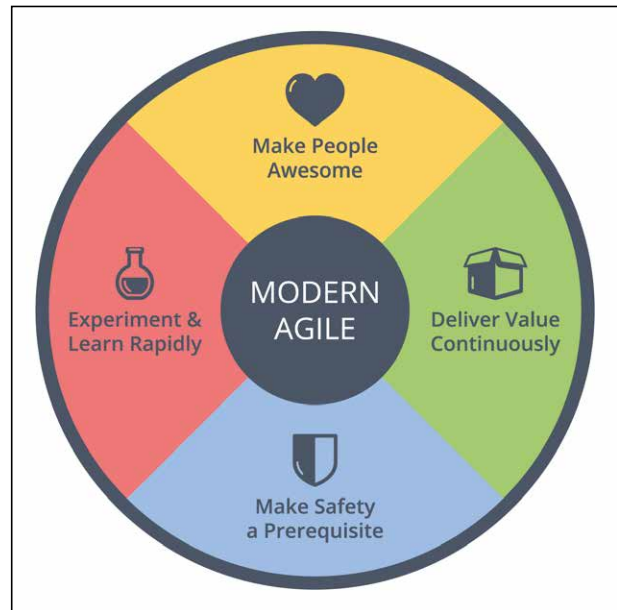 Make People
Awesome
Experiment &
Learn Rapidly
MODERN
AGILE
Deliver Value
Continuously
Make Safety
a Prerequisite